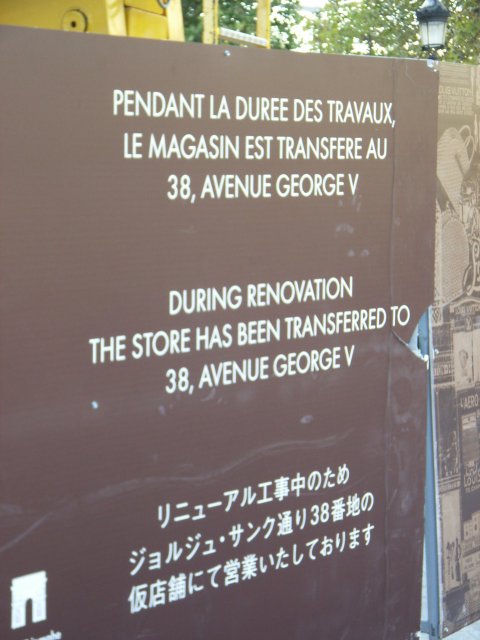 PENDANT LA DUREE DES TRAVAUX,
LE MAGASIN EST TRANSFERE AU
38, AVENUE GEORGE V
DURING RENOVATION
THE STORE HAS BEEN TRANSFERRED TO
38, AVENUE GEORGE V
リニューアル工事中のため
ジョルジュ・サンク通り38番地の
仮店舗にて営業いたしております
LOUIS VUITTON